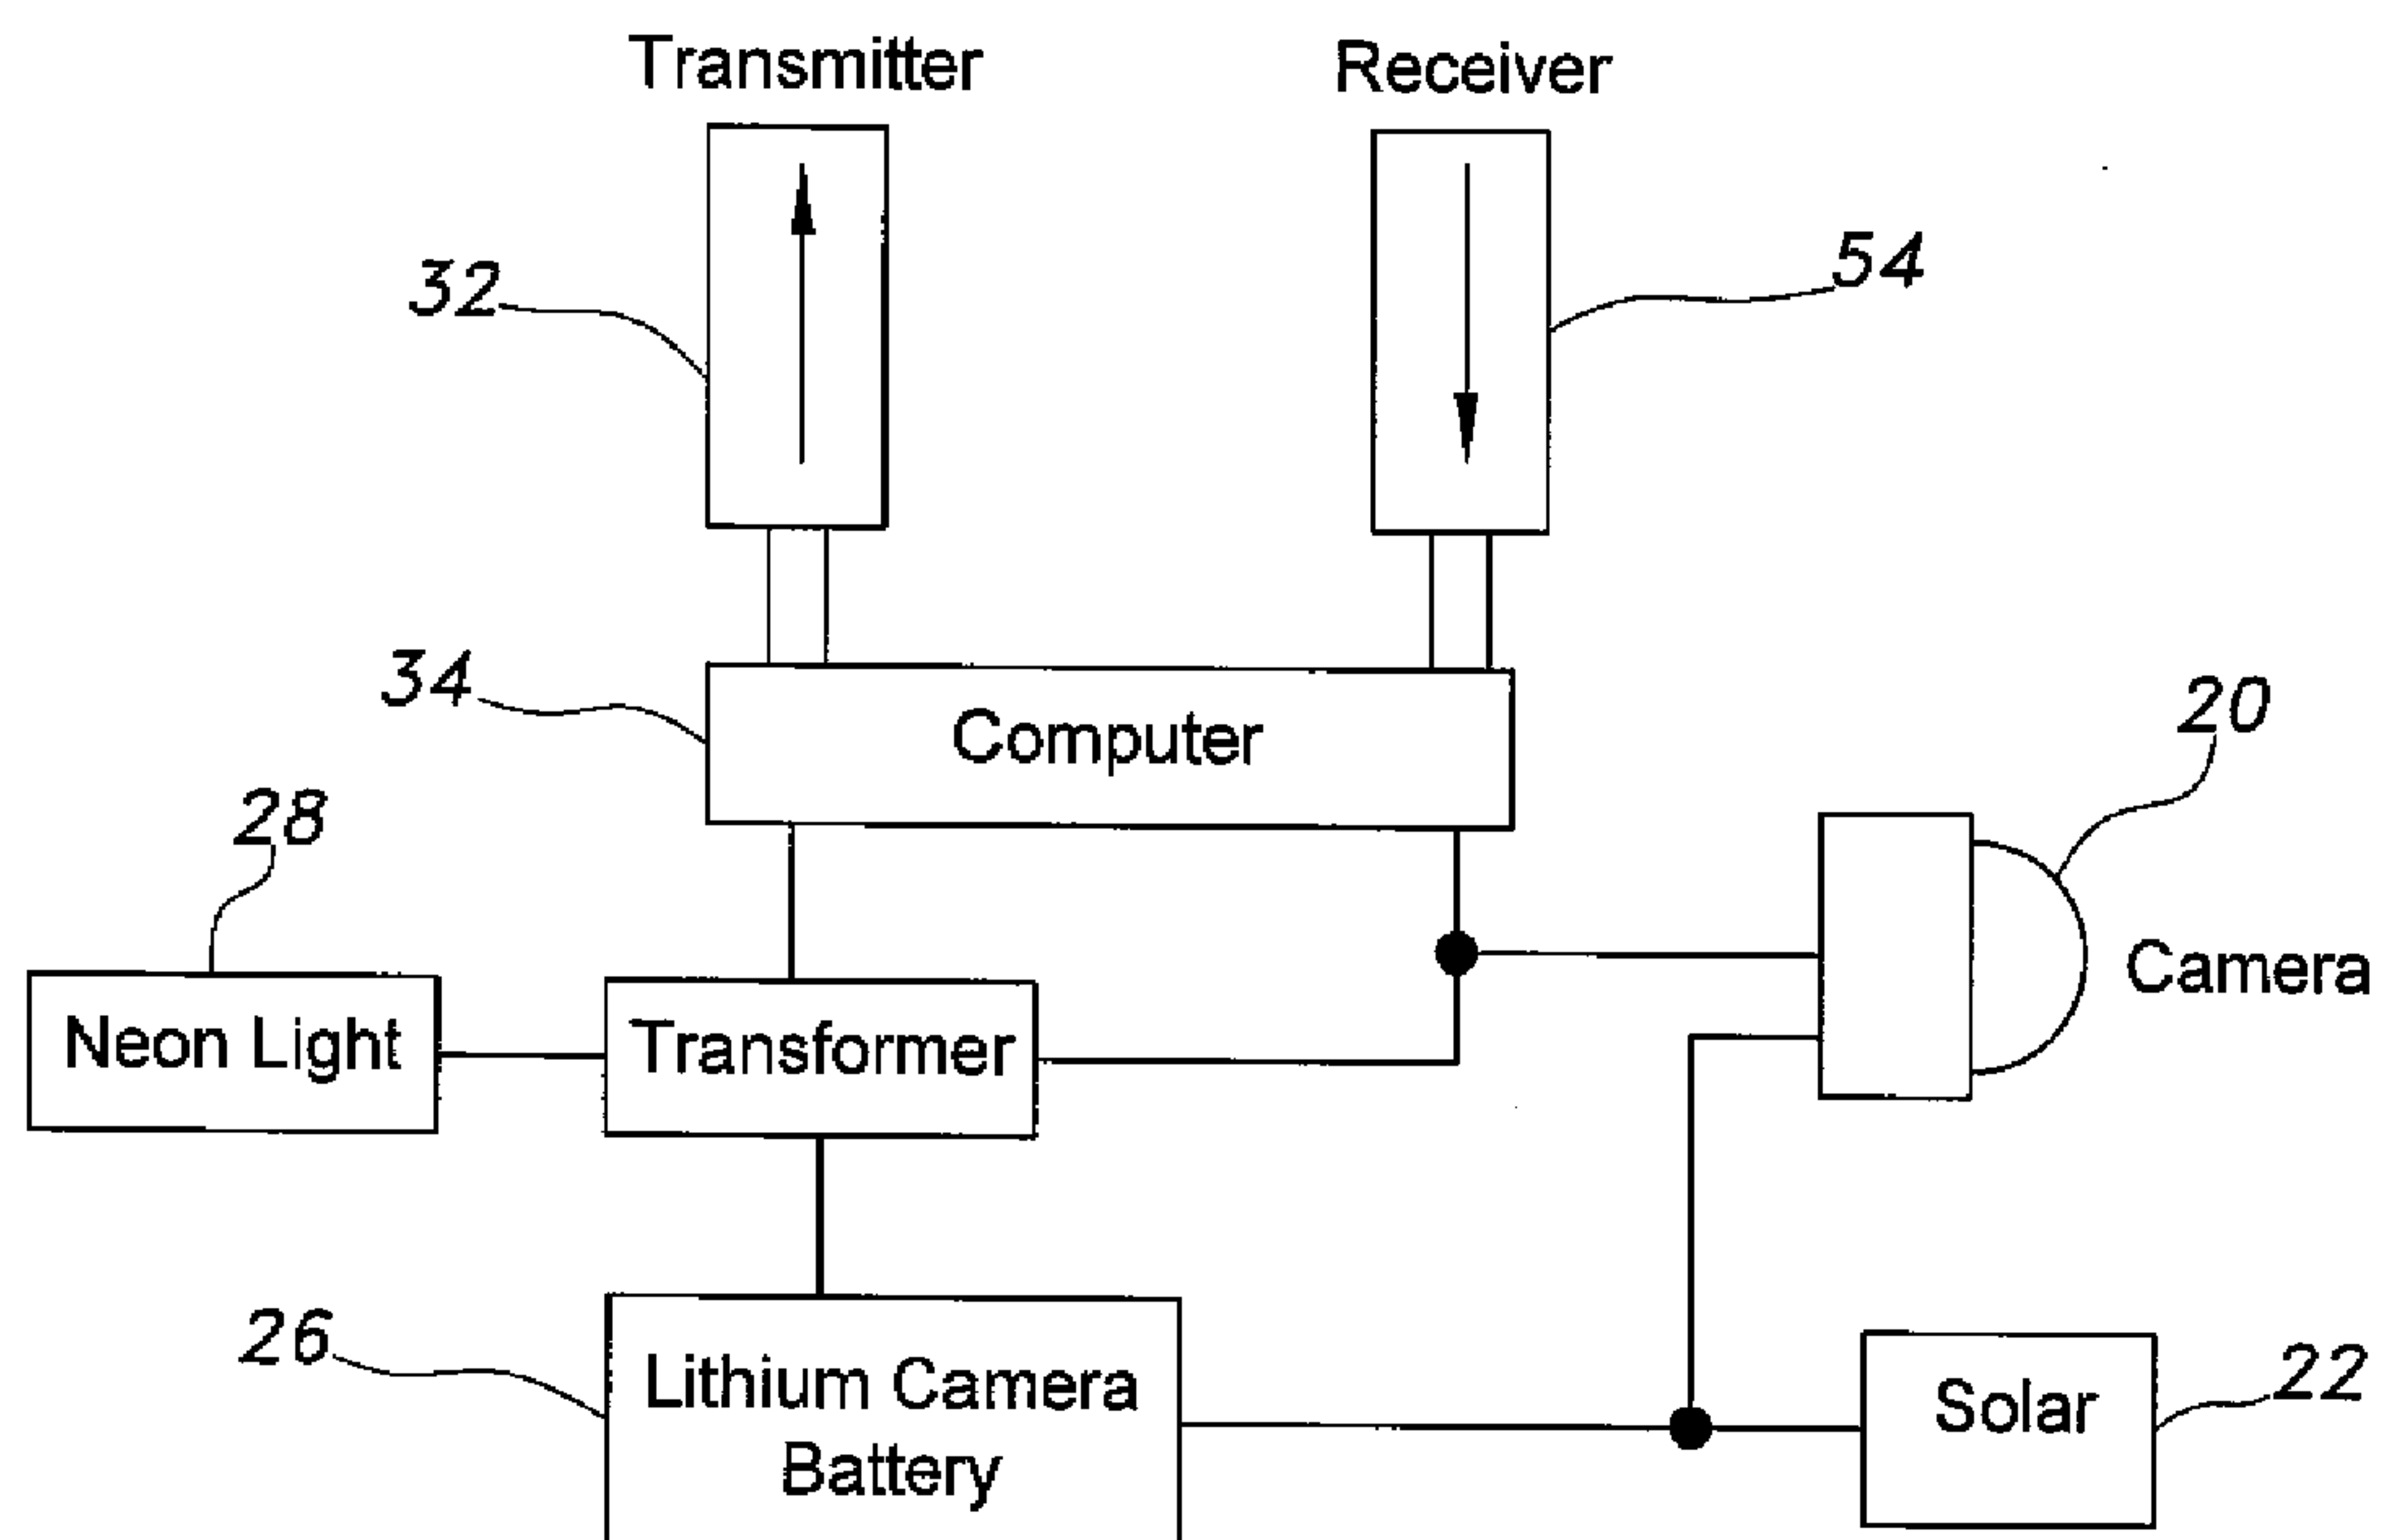 Transmitter
Receiver
32
54
34
Computer
20
28
Camera
Neon Light
Transformer
26
Lithium Camera
Battery
Solar
22